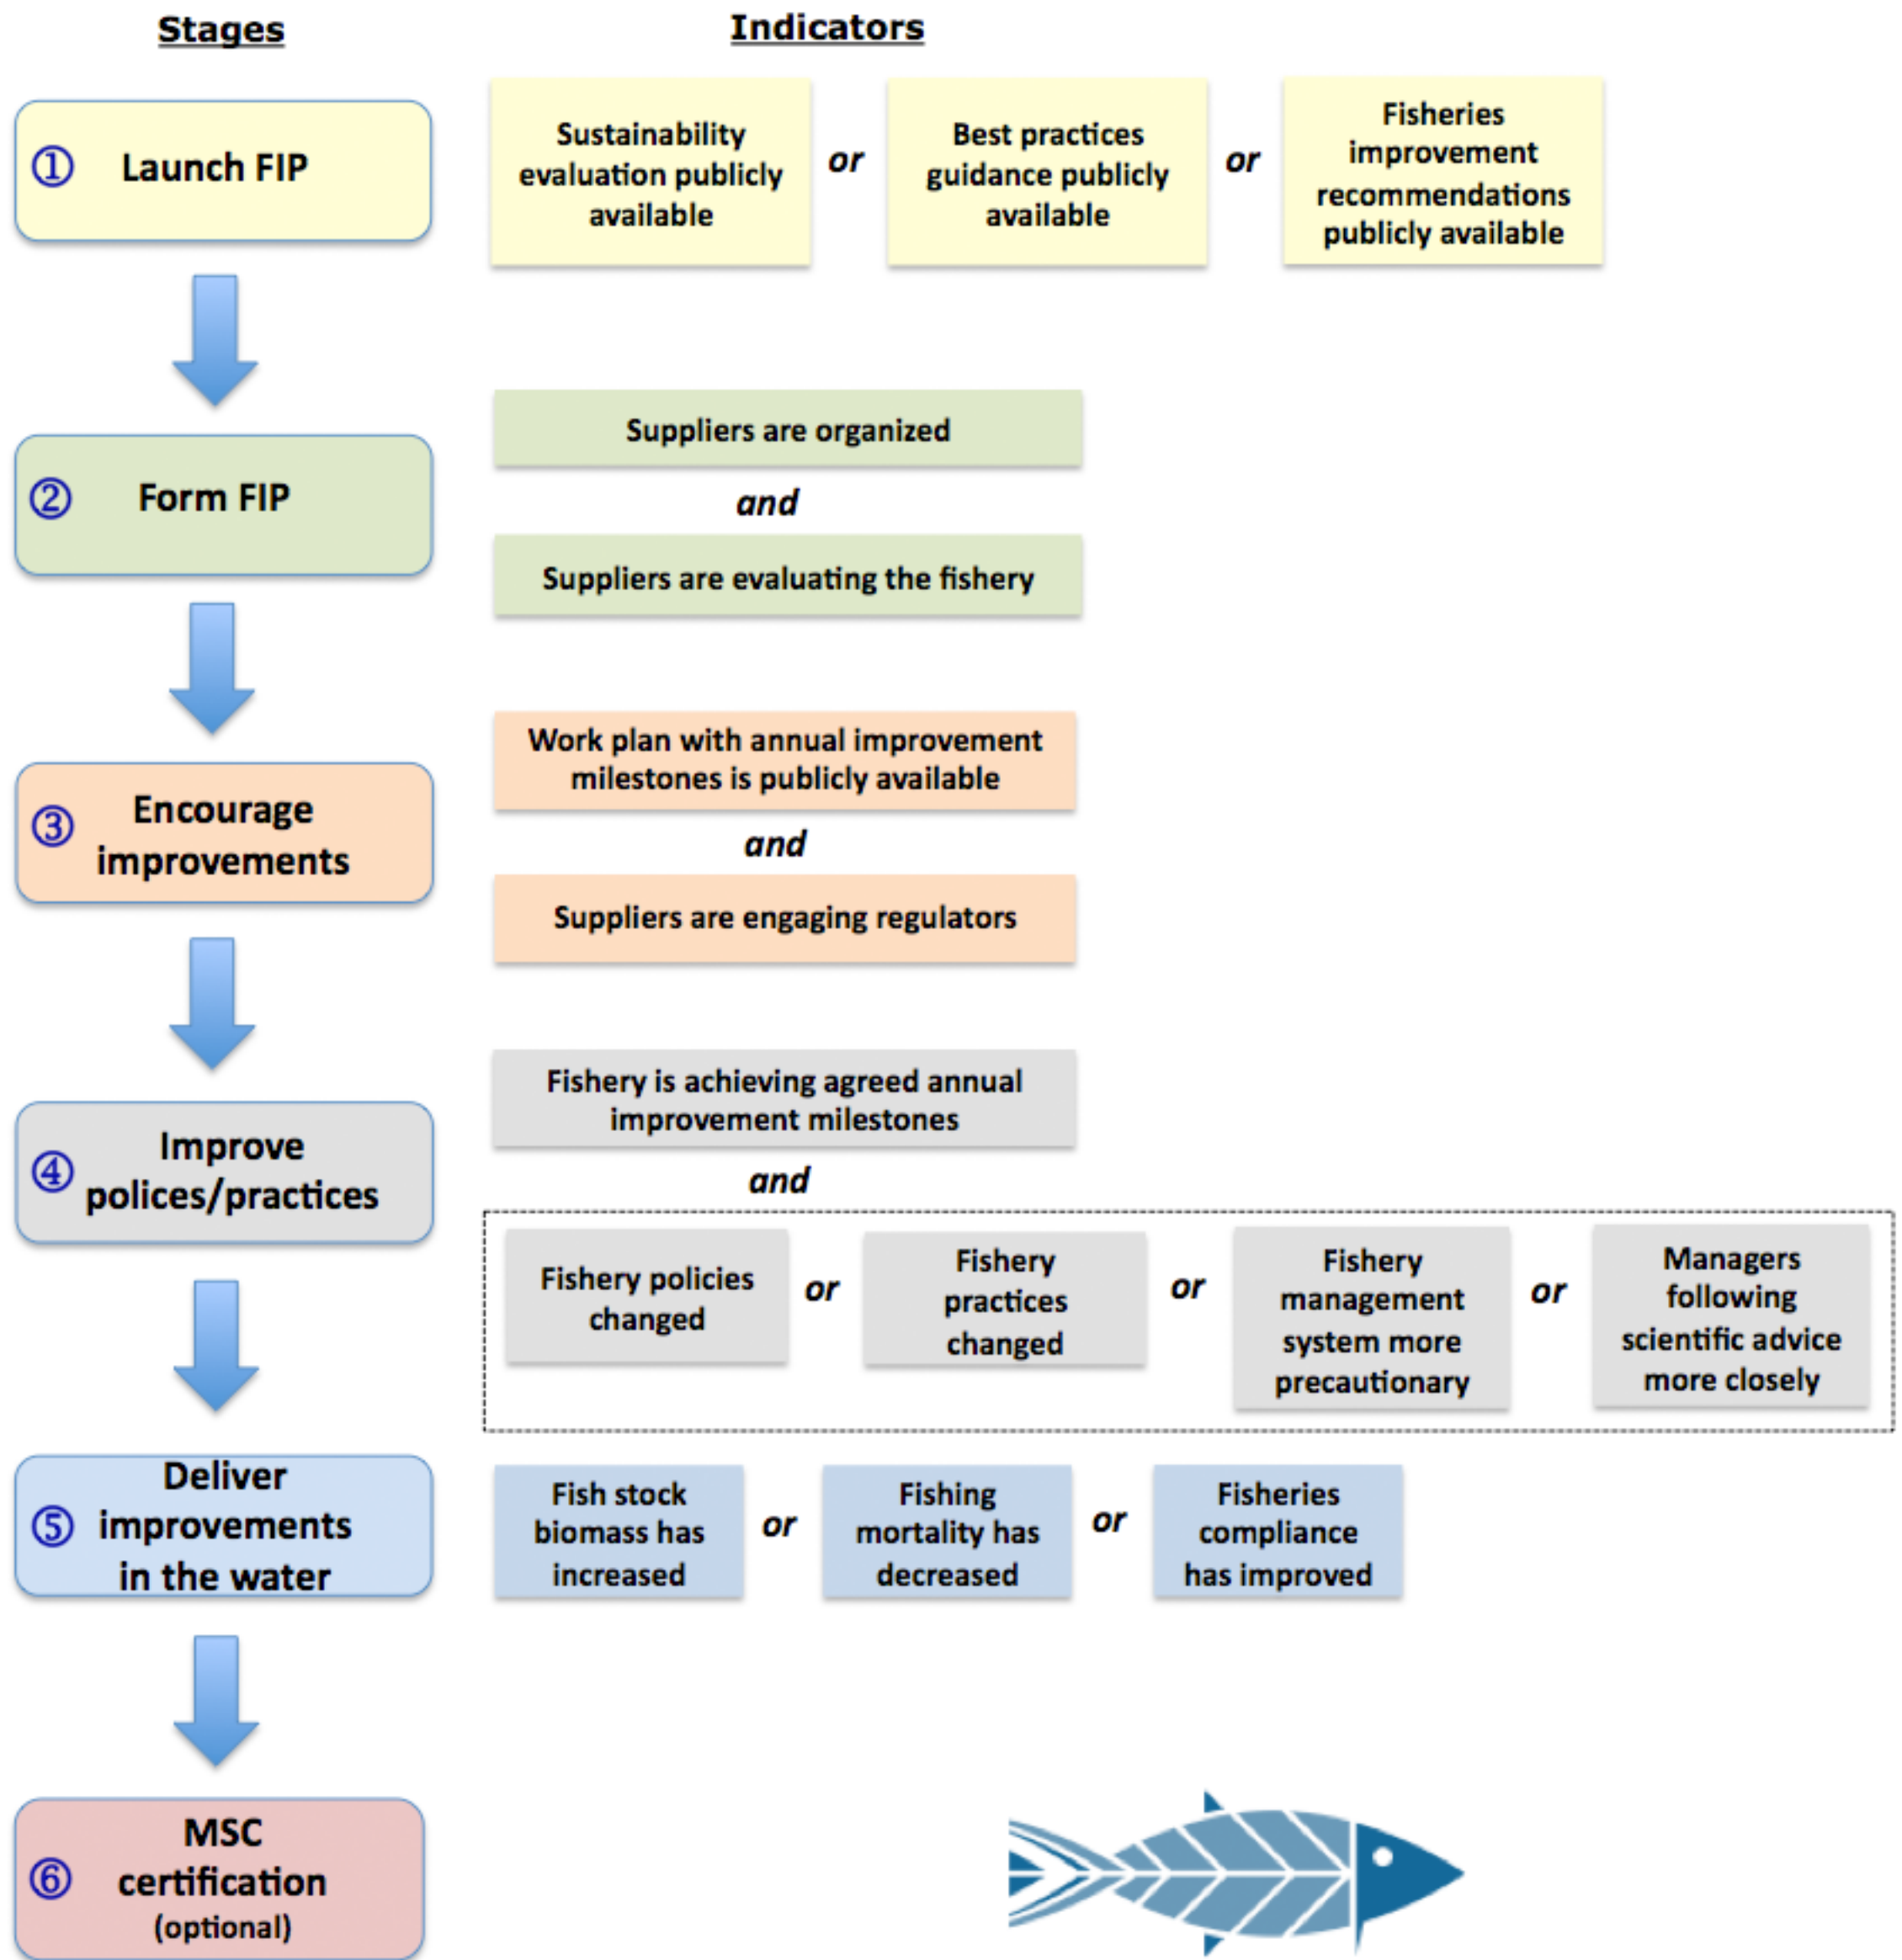 Stages
Indicators
① Launch FIP
Sustainability
evaluation publicly
available
or
Best practices
guidance publicly
available
or
Fisheries
improvement
recommendations
publicly available
② Form FIP
Suppliers are organized
and
Suppliers are evaluating the fishery
③ Encourage
improvements
Work plan with annual improvement
milestones is publicly available
and
Suppliers are engaging regulators
④ Improve
polices/practices
Fishery is achieving agreed annual
improvement milestones
and
Fishery policies
changed
or
Fishery
practices
changed
or
Fishery
management
system more
precautionary
or
Managers
following
scientific advice
more closely
⑤ Deliver
improvements
in the water
Fish stock
biomass has
increased
or
Fishing
mortality has
decreased
or
Fisheries
compliance
has improved
⑥ MSC
certification
(optional)